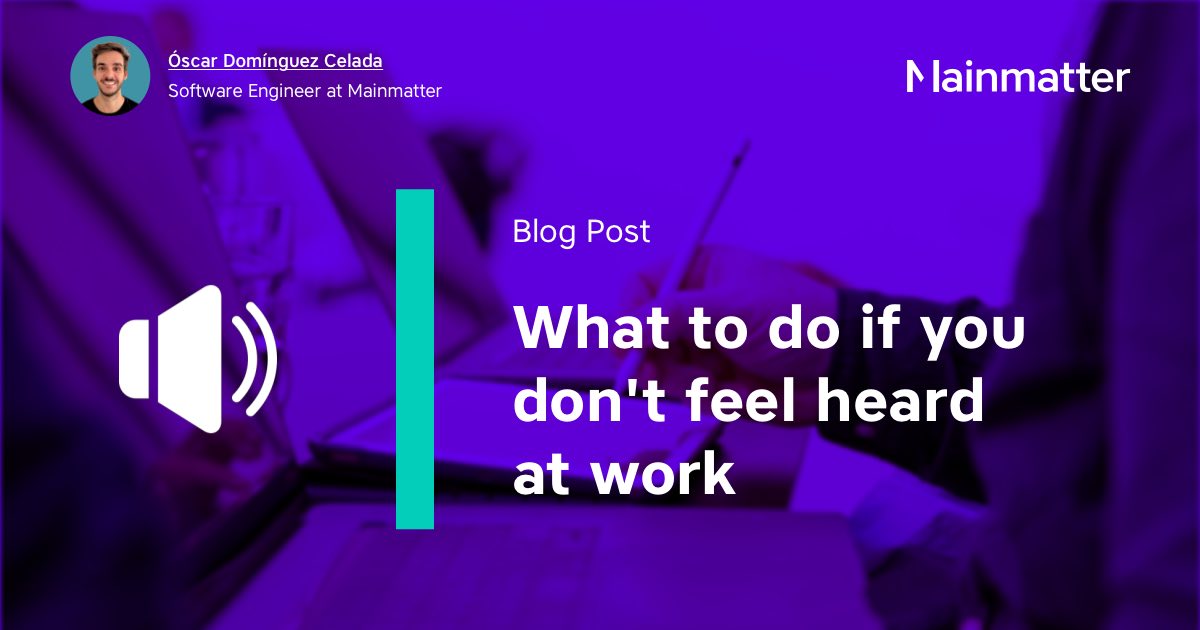 Óscar Domínguez Celada
Software Engineer at Mainmatter
Mainmatter
Blog Post
What to do if you
don't feel heard
at work